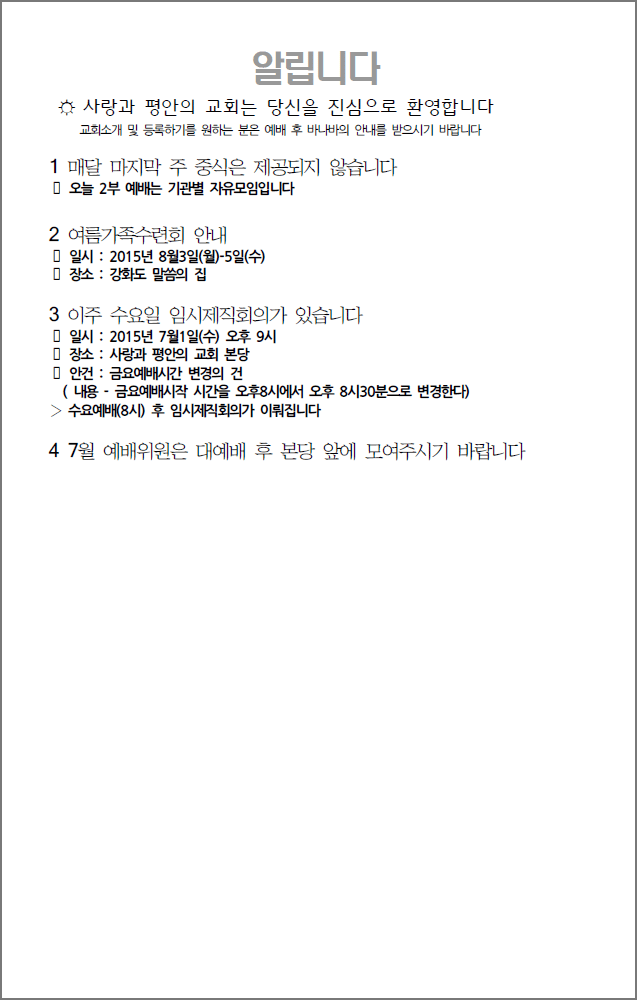 알립니다
☼ 사랑과 평안의 교회는 당신을 진심으로 환영합니다
교회소개 및 등록하기를 원하는 분은 예배 후 바나바의 안내를 받으시기 바랍니다
1 매달 마지막 주 중식은 제공되지 않습니다
▯ 오늘 2부 예배는 기관별 자유모임입니다
2 여름가족수련회 안내
▯ 일시 : 2015년 8월3일(월)-5일(수)
▯ 장소 : 강화도 말씀의 집
3 이주 수요일 임시제직회의가 있습니다
▯ 일시 : 2015년 7월1일(수) 오후 9시
▯ 장소 : 사랑과 평안의 교회 본당
▯ 안건 : 금요예배시간 변경의 건
( 내용 - 금요예배시작 시간을 오후8시에서 오후 8시30분으로 변경한다)
> 수요예배(8시) 후 임시제직회의가 이뤄집니다
4 7월 예배위원은 대예배 후 본당 앞에 모여주시기 바랍니다